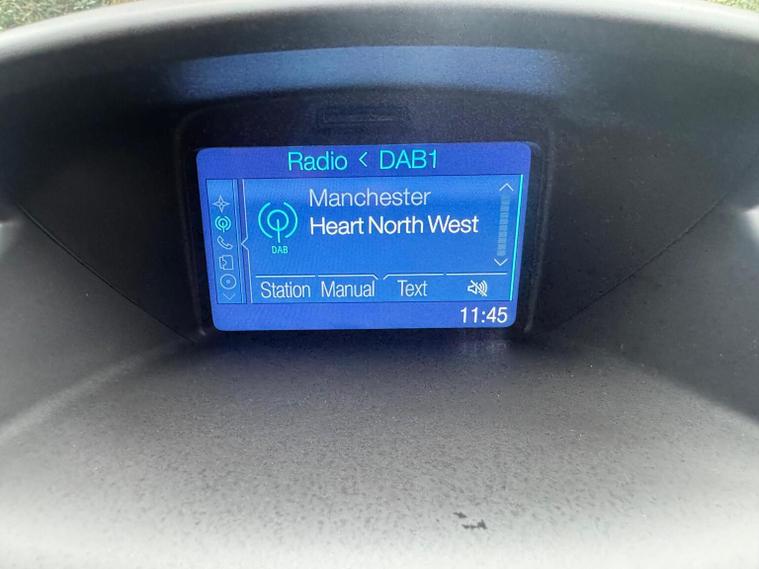 Radio < DAB1
Manchester
Heart North West
DAB
Station Manual Text
11:45